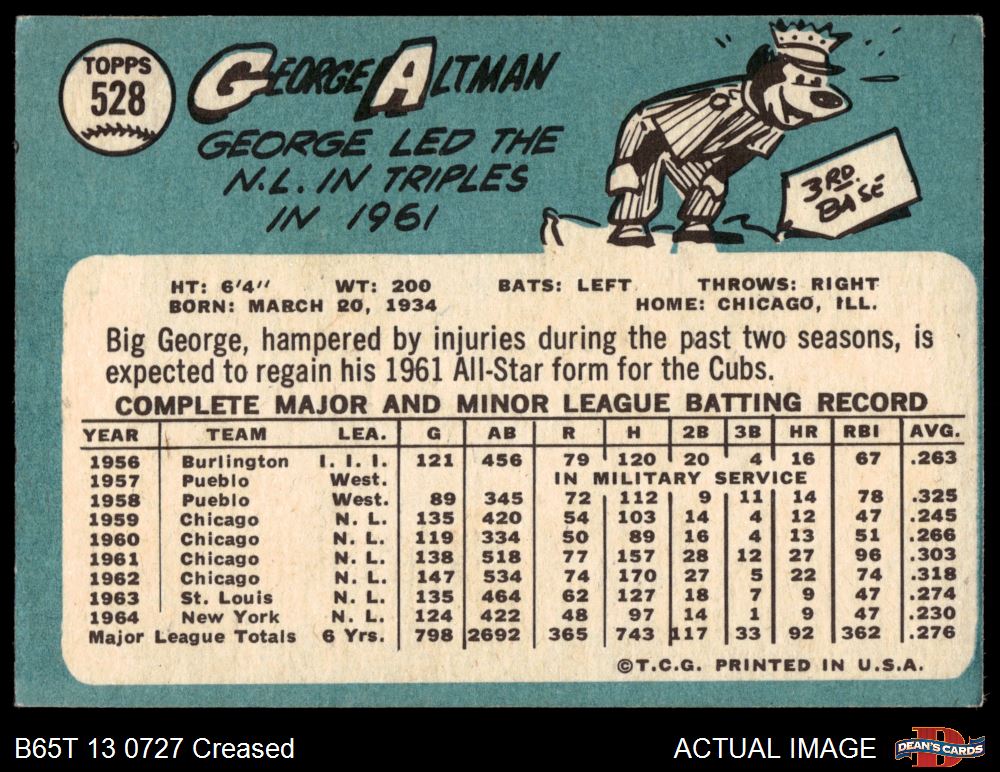 TOPPS
528
GEORGE ALTMAN
GEORGE LED THE
N.L. IN TRIPLES
IN 1961
3RD.
BASE
HT: 6'4" WT: 200 BATS: LEFT THROWS: RIGHT
BORN: MARCH 20, 1934 HOME: CHICAGO, ILL.
Big George, hampered by injuries during the past two seasons, is
expected to regain his 1961 All-Star form for the Cubs.
COMPLETE MAJOR AND MINOR LEAGUE BATTING RECORD
YEAR TEAM LEA. G AB R H 2B 3B HR RBI AVG.
1956 Burlington I. I. I. 121 456 79 120 20 4 16 67 .263
1957 Pueblo West. IN MILITARY SERVICE
1958 Pueblo West. 89 345 72 112 9 11 14 78 .325
1959 Chicago N. L. 135 420 54 103 14 4 12 47 .245
1960 Chicago N. L. 119 334 50 89 16 4 13 51 .266
1961 Chicago N. L. 138 518 77 157 28 12 27 96 .303
1962 Chicago N. L. 147 534 74 170 27 5 22 74 .318
1963 St. Louis N. L. 135 464 62 127 18 7 9 47 .274
1964 New York N. L. 124 422 48 97 14 1 9 47 .230
Major League Totals 6 Yrs. 798 2692 365 743 117 33 92 362 .276
©T.C.G. PRINTED IN U.S.A.
B65T 13 0727 Creased ACTUAL IMAGE DEAN'S CARDS